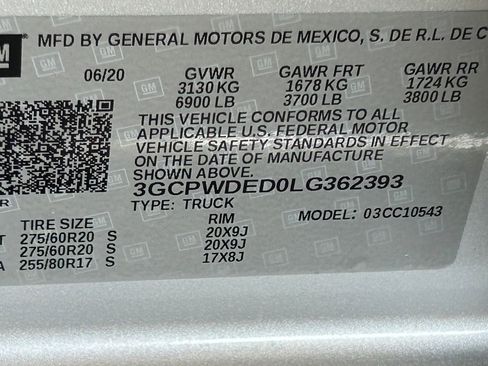 GM
MFD BY GENERAL MOTORS DE MEXICO, S. DE R.L. DE C
06/20 GVWR GAWR FRT GAWR RR
3130 KG 1678 KG 1724 KG
6900 LB 3700 LB 3800 LB
THIS VEHICLE CONFORMS TO ALL
APPLICABLE U.S. FEDERAL MOTOR
VEHICLE SAFETY STANDARDS IN EFFECT
ON THE DATE OF MANUFACTURE
SHOWN ABOVE.
3GCPWDED0LG362393
TYPE: TRUCK MODEL: 03CC10543
TIRE SIZE RIM
T 275/60R20 S 20X9J
275/60R20 S 20X9J
A 255/80R17 S 17X8J